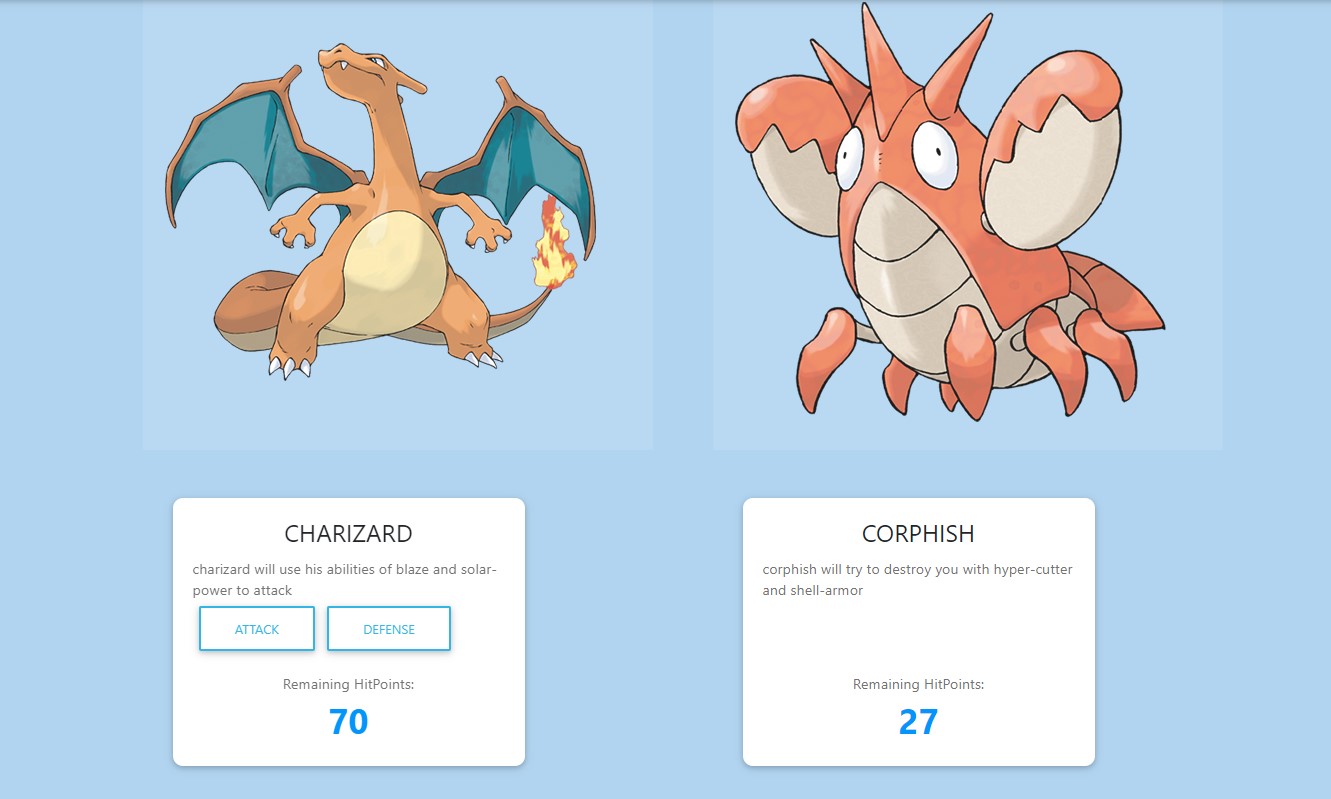 CHARIZARD
charizard will use his abilities of blaze and solar-
power to attack
ATTACK DEFENSE
Remaining HitPoints:
70
CORPHISH
corphish will try to destroy you with hyper-cutter
and shell-armor
Remaining HitPoints:
27